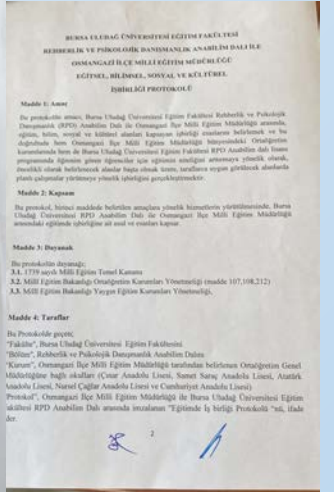 BURSA ULUDAĞ ÜNİVERSİTESİ EĞİTİM FAKÜLTESİ
REHBERLİK VE PSİKOLOJİK DANIŞMANLIK ANABİLİM DALI İLE
OSMANGAZİ İLÇE MİLLİ EĞİTİM MÜDÜRLÜĞÜ
EĞİTSEL, BİLİMSEL, SOSYAL VE KÜLTÜREL
İŞBİRLİĞİ PROTOKOLÜ
Madde 1: Amaç
Bu protokolün amacı, Bursa Uludağ Üniversitesi Eğitim Fakültesi Rehberlik ve Psikolojik
Danışmanlık (RPD) Anabilim Dalı ile Osmangazi İlçe Milli Eğitim Müdürlüğü arasında,
eğitim, bilim, sosyal ve kültürel alanları kapsayan işbirliği esaslarını belirlemek ve bu
doğrultuda hem Osmangazi İlçe Milli Eğitim Müdürlüğü bünyesindeki Ortaöğretim
kurumlarında hem de Bursa Uludağ Üniversitesi Eğitim Fakültesi RPD Anabilim dalı lisans
programında öğrenim gören öğrenciler için eğitimin niteliğini artırmaya yönelik olarak,
öncelikli olarak belirlenecek alanlar başta olmak üzere, taraflarca uygun görülecek alanlarda
planlı çalışmalar yürütmeye yönelik işbirliğini gerçekleştirmektir.
Madde 2: Kapsam
Bu protokol, birinci maddede belirtilen amaçlara yönelik hizmetlerin yürütülmesinde, Bursa
Uludağ Üniversitesi RPD Anabilim Dalı ile Osmangazi İlçe Milli Eğitim Müdürlüğü
arasındaki eğitimde işbirliğine ait usul ve esasları kapsar.
Madde 3: Dayanak
Bu protokolün dayanağı;
3.1. 1739 sayılı Milli Eğitim Temel Kanunu
3.2. Milli Eğitim Bakanlığı Ortaöğretim Kurumları Yönetmeliği (madde 107,108,212)
3.3. Milli Eğitim Bakanlığı Yaygın Eğitim Kurumları Yönetmeliği,
Madde 4: Taraflar
Bu Protokolde geçen;
"Fakülte", Bursa Uludağ Üniversitesi Eğitim Fakültesini
"Bölüm", Rehberlik ve Psikolojik Danışmanlık Anabilim Dalını
"Kurum", Osmangazi İlçe Milli Eğitim Müdürlüğü tarafından belirlenen Ortaöğretim Genel
Müdürlüğüne bağlı okulları (Çınar Anadolu Lisesi, Samet Saraç Anadolu Lisesi, Atatürk
Anadolu Lisesi, Nursel Çağlar Anadolu Lisesi ve Cumhuriyet Anadolu Lisesi)
Protokol", Osmangazi İlçe Milli Eğitim Müdürlüğü ile Bursa Uludağ Üniversitesi Eğitim
akültesi RPD Anabilim Dalı arasında imzalanan "Eğitimde İş birliği Protokolü "nü, ifade
der.
2